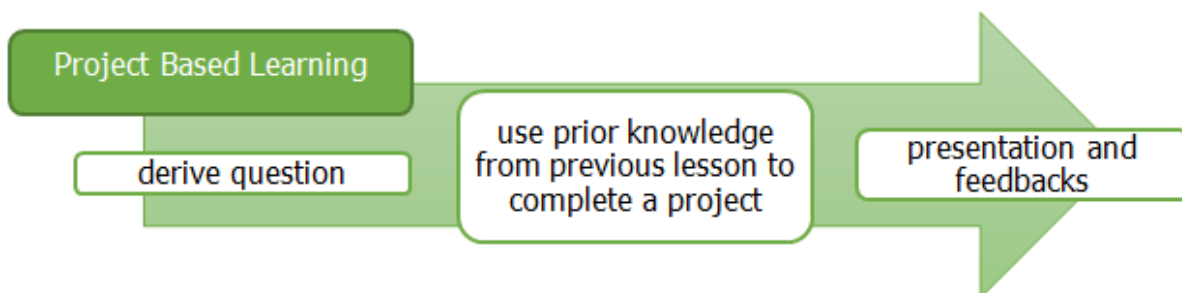 Project Based Learning
derive question
use prior knowledge
from previous lesson to
complete a project
presentation and
feedbacks